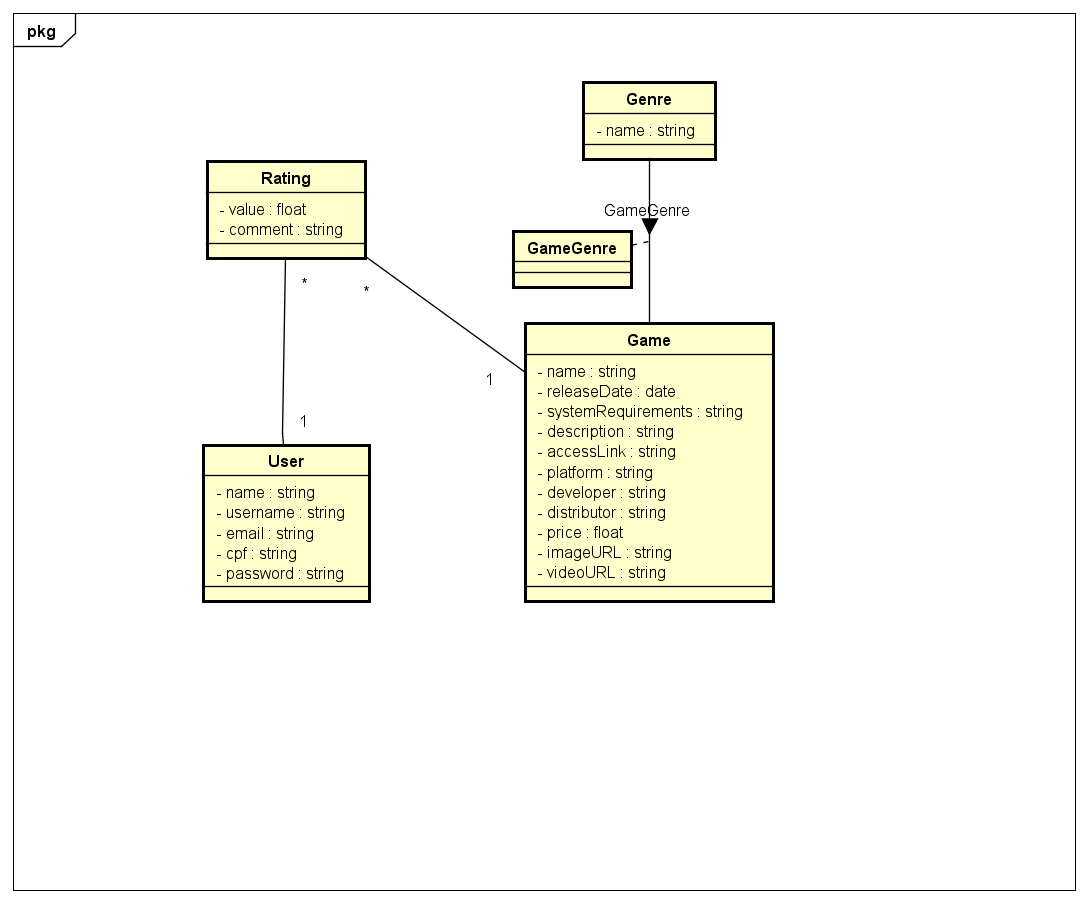 pkg
Genre
- name : string
Rating
- value : float
- comment : string
GameGenre
GameGenre
*
*
1
1
Game
- name : string
- releaseDate : date
- systemRequirements : string
- description : string
- accessLink : string
- platform : string
- developer : string
- distributor : string
- price : float
- imageURL : string
- videoURL : string
User
- name : string
- username : string
- email : string
- cpf : string
- password : string